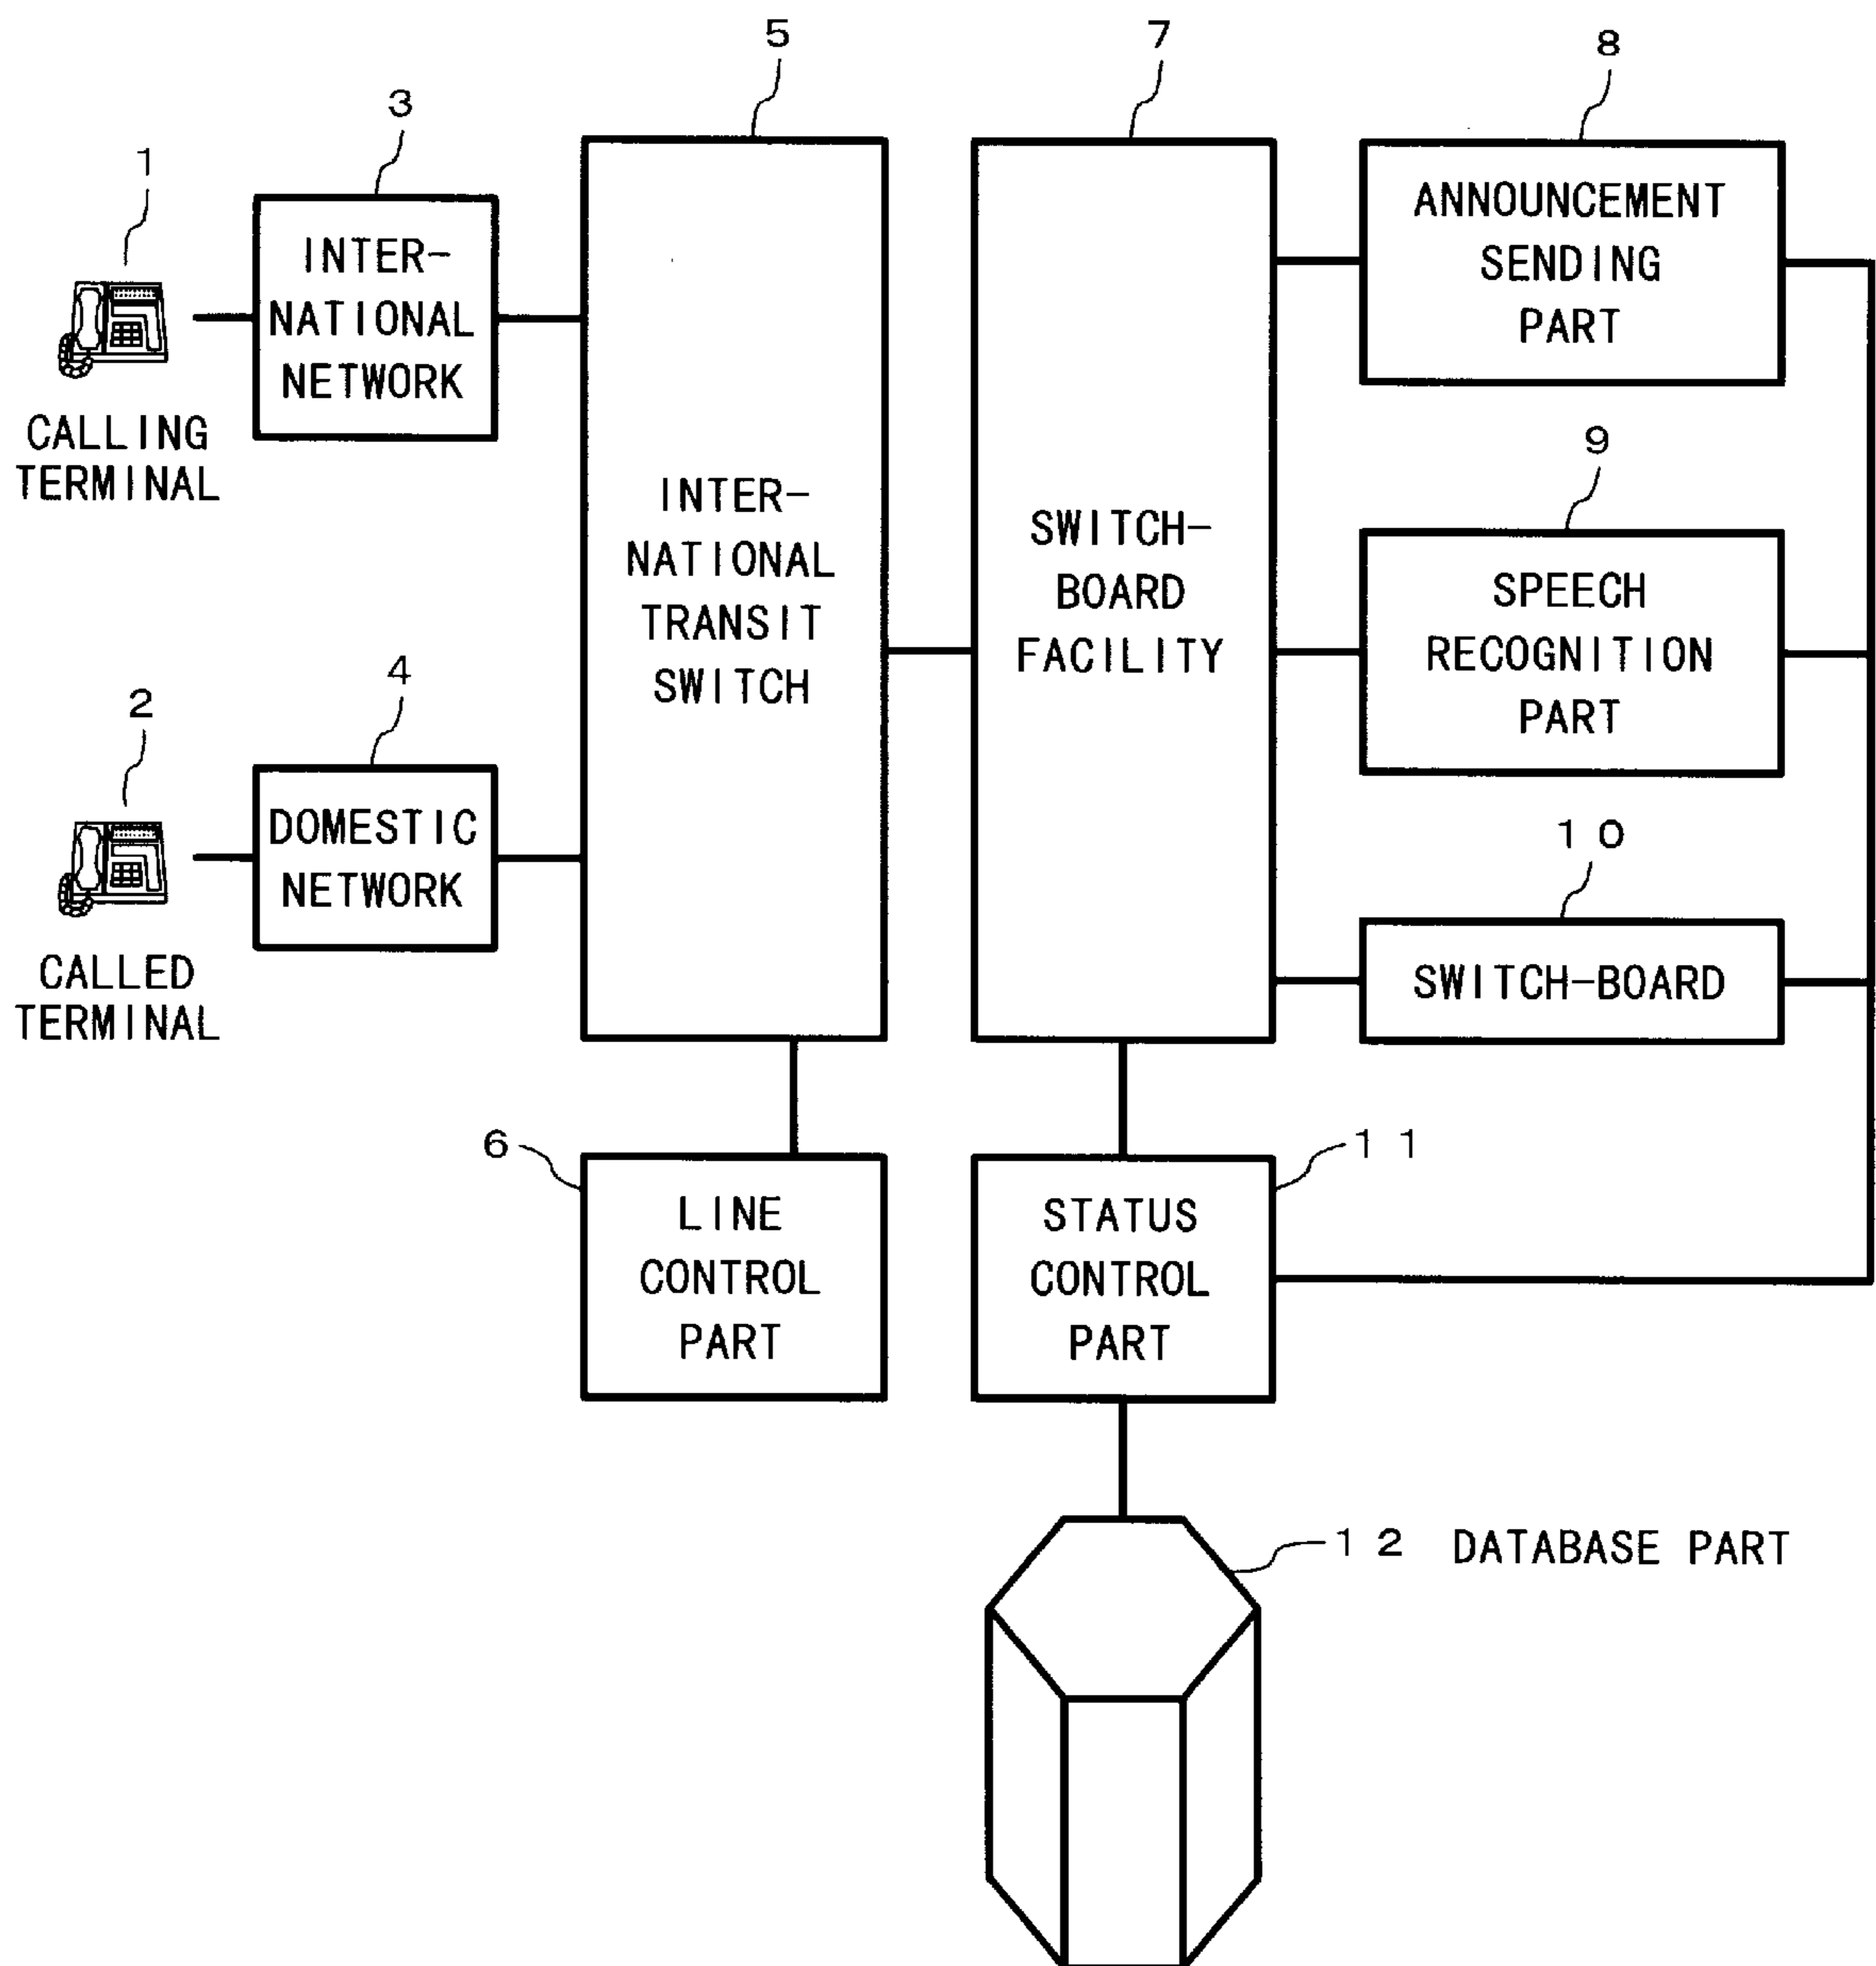 1
CALLING
TERMINAL
2
CALLED
TERMINAL
3
INTER-
NATIONAL
NETWORK
4
DOMESTIC
NETWORK
5
INTER-
NATIONAL
TRANSIT
SWITCH
6
LINE
CONTROL
PART
7
SWITCH-
BOARD
FACILITY
8
ANNOUNCEMENT
SENDING
PART
9
SPEECH
RECOGNITION
PART
10
SWITCH-BOARD
11
STATUS
CONTROL
PART
12 DATABASE PART